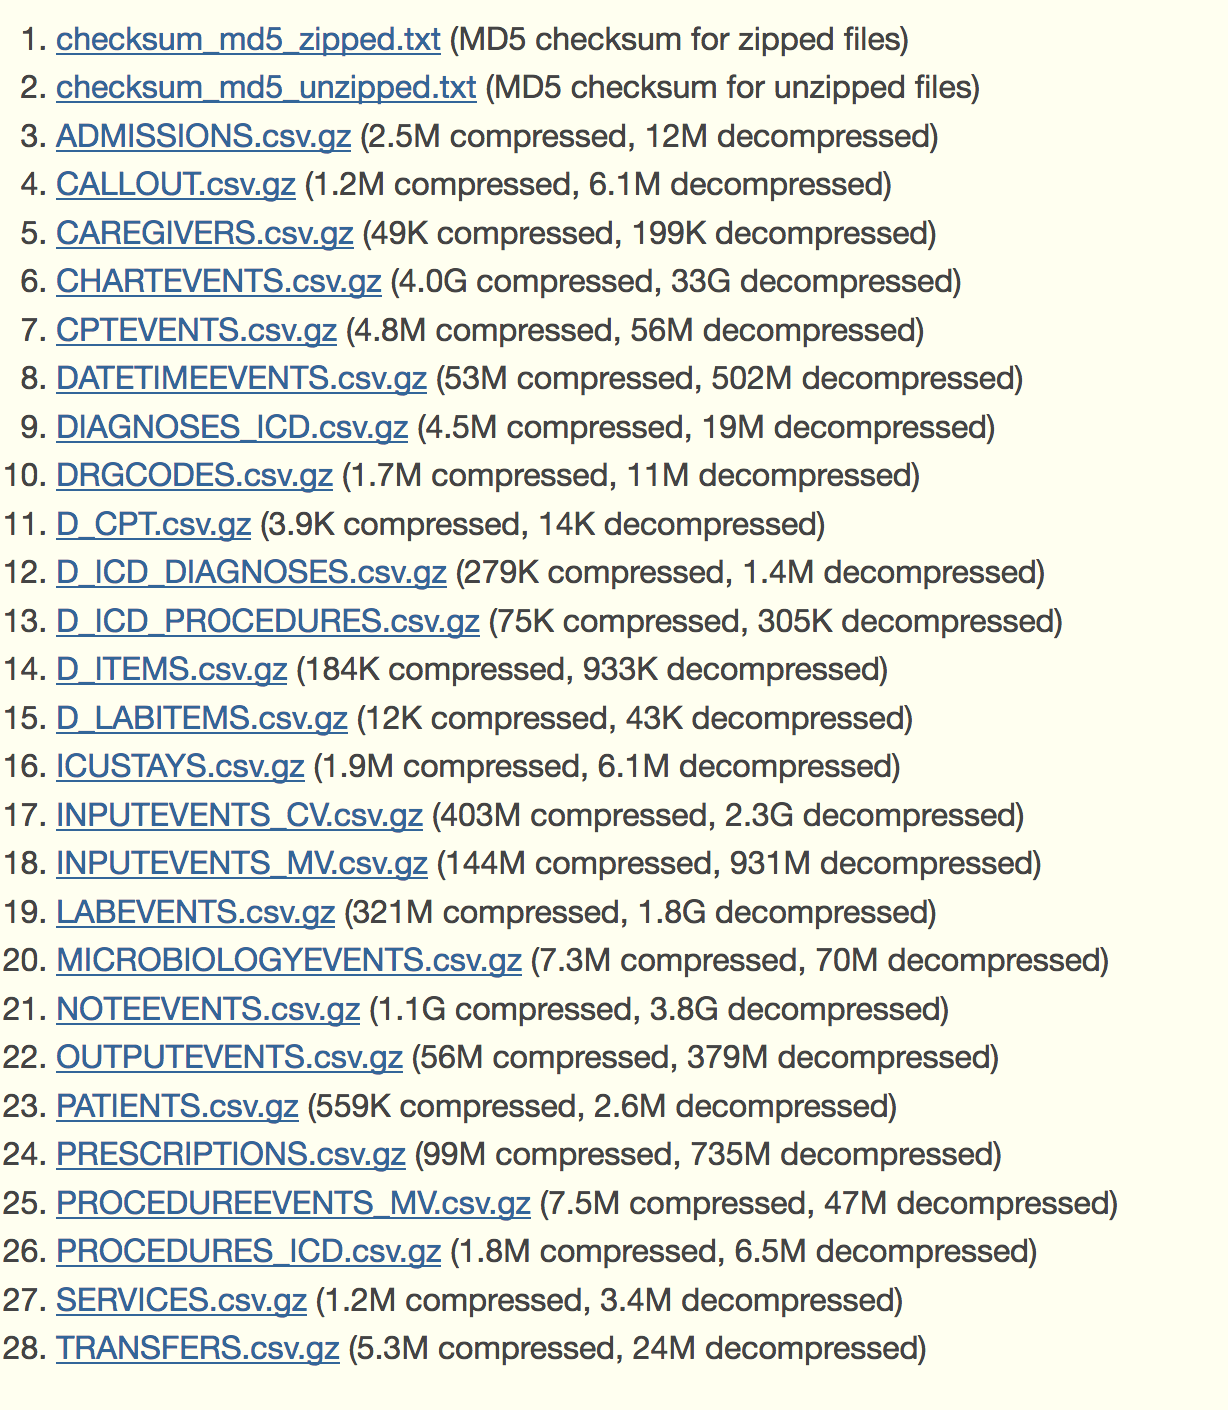 1. checksum_md5_zipped.txt (MD5 checksum for zipped files)
2. checksum_md5_unzipped.txt (MD5 checksum for unzipped files)
3. ADMISSIONS.csv.gz (2.5M compressed, 12M decompressed)
4. CALLOUT.csv.gz (1.2M compressed, 6.1M decompressed)
5. CAREGIVERS.csv.gz (49K compressed, 199K decompressed)
6. CHARTEVENTS.csv.gz (4.0G compressed, 33G decompressed)
7. CPTEVENTS.csv.gz (4.8M compressed, 56M decompressed)
8. DATETIMEEVENTS.csv.gz (53M compressed, 502M decompressed)
9. DIAGNOSES_ICD.csv.gz (4.5M compressed, 19M decompressed)
10. DRGCODES.csv.gz (1.7M compressed, 11M decompressed)
11. D_CPT.csv.gz (3.9K compressed, 14K decompressed)
12. D_ICD_DIAGNOSES.csv.gz (279K compressed, 1.4M decompressed)
13. D_ICD_PROCEDURES.csv.gz (75K compressed, 305K decompressed)
14. D_ITEMS.csv.gz (184K compressed, 933K decompressed)
15. D_LABITEMS.csv.gz (12K compressed, 43K decompressed)
16. ICUSTAYS.csv.gz (1.9M compressed, 6.1M decompressed)
17. INPUTEVENTS_CV.csv.gz (403M compressed, 2.3G decompressed)
18. INPUTEVENTS_MV.csv.gz (144M compressed, 931M decompressed)
19. LABEVENTS.csv.gz (321M compressed, 1.8G decompressed)
20. MICROBIOLOGYEVENTS.csv.gz (7.3M compressed, 70M decompressed)
21. NOTEEVENTS.csv.gz (1.1G compressed, 3.8G decompressed)
22. OUTPUTEVENTS.csv.gz (56M compressed, 379M decompressed)
23. PATIENTS.csv.gz (559K compressed, 2.6M decompressed)
24. PRESCRIPTIONS.csv.gz (99M compressed, 735M decompressed)
25. PROCEDUREEVENTS_MV.csv.gz (7.5M compressed, 47M decompressed)
26. PROCEDURES_ICD.csv.gz (1.8M compressed, 6.5M decompressed)
27. SERVICES.csv.gz (1.2M compressed, 3.4M decompressed)
28. TRANSFERS.csv.gz (5.3M compressed, 24M decompressed)